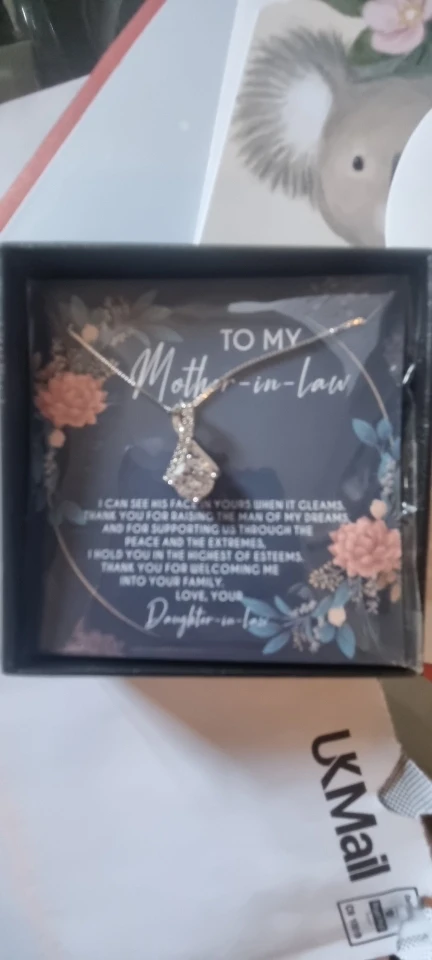 TO MY
Mother-in-law
I CAN SEE HIS FACE IN YOURS WHEN IT GLEAMS.
THANK YOU FOR RAISING THE MAN OF MY DREAMS
AND FOR SUPPORTING US THROUGH THE
PEACE AND THE EXTREMES,
I HOLD YOU IN THE HIGHEST OF ESTEEMS.
THANK YOU FOR WELCOMING ME
INTO YOUR FAMILY.
LOVE, YOUR
Daughter-in-law
UKMail